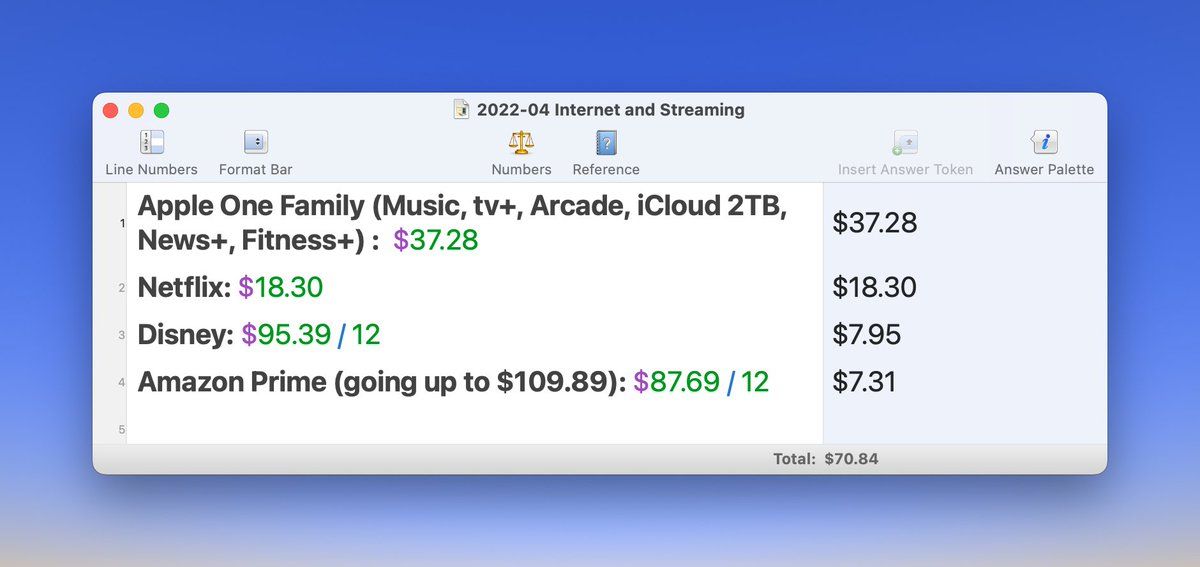 2022-04 Internet and Streaming
Line Numbers Format Bar Numbers Reference Insert Answer Token Answer Palette
1 Apple One Family (Music, tv+, Arcade, iCloud 2TB,
News+, Fitness+) : $37.28 $37.28
2 Netflix: $18.30 $18.30
3 Disney: $95.39 / 12 $7.95
4 Amazon Prime (going up to $109.89): $87.69 / 12 $7.31
5
Total: $70.84